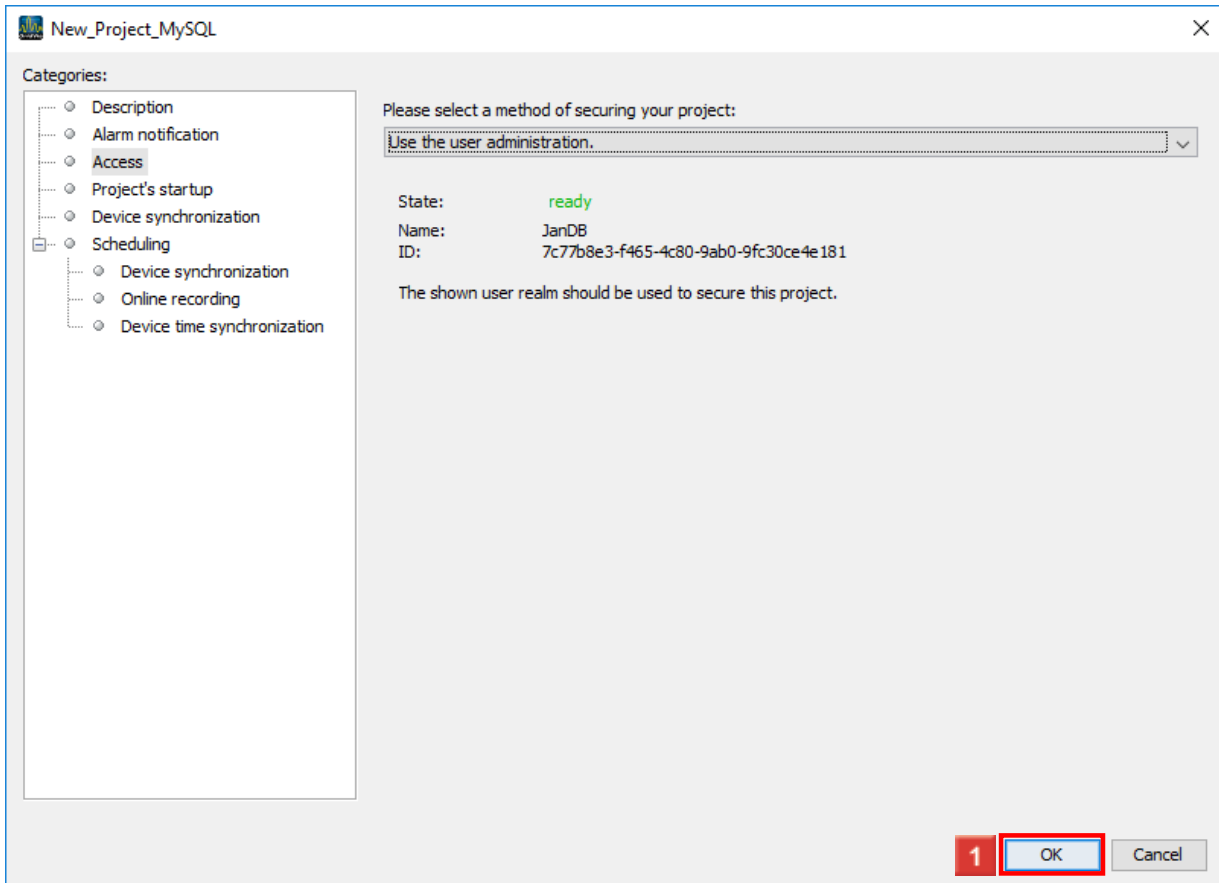 New_Project_MySQL
Categories:
Description
Alarm notification
Access
Project's startup
Device synchronization
Scheduling
Device synchronization
Online recording
Device time synchronization
Please select a method of securing your project:
Use the user administration.
State: ready
Name: JanDB
ID: 7c77b8e3-f465-4c80-9ab0-9fc30ce4e181
The shown user realm should be used to secure this project.
1 OK Cancel